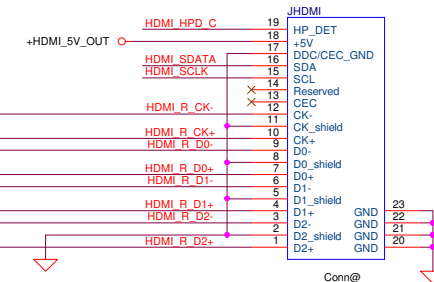 JHDMI
HDMI_HPD_C 19 HP_DET
+HDMI_5V_OUT 18 +5V
17 DDC/CEC_GND
HDMI_SDATA 16 SDA
HDMI_SCLK 15 SCL
14 Reserved
13 CEC
HDMI_R_CK- 12 CK-
11 CK_shield
HDMI_R_CK+ 10 CK+
HDMI_R_D0- 9 D0-
8 D0_shield
HDMI_R_D0+ 7 D0+
HDMI_R_D1- 6 D1-
5 D1_shield
HDMI_R_D1+ 4 D1+ GND 23
HDMI_R_D2- 3 D2- GND 22
2 D2_shield GND 21
HDMI_R_D2+ 1 D2+ GND 20
Conn@